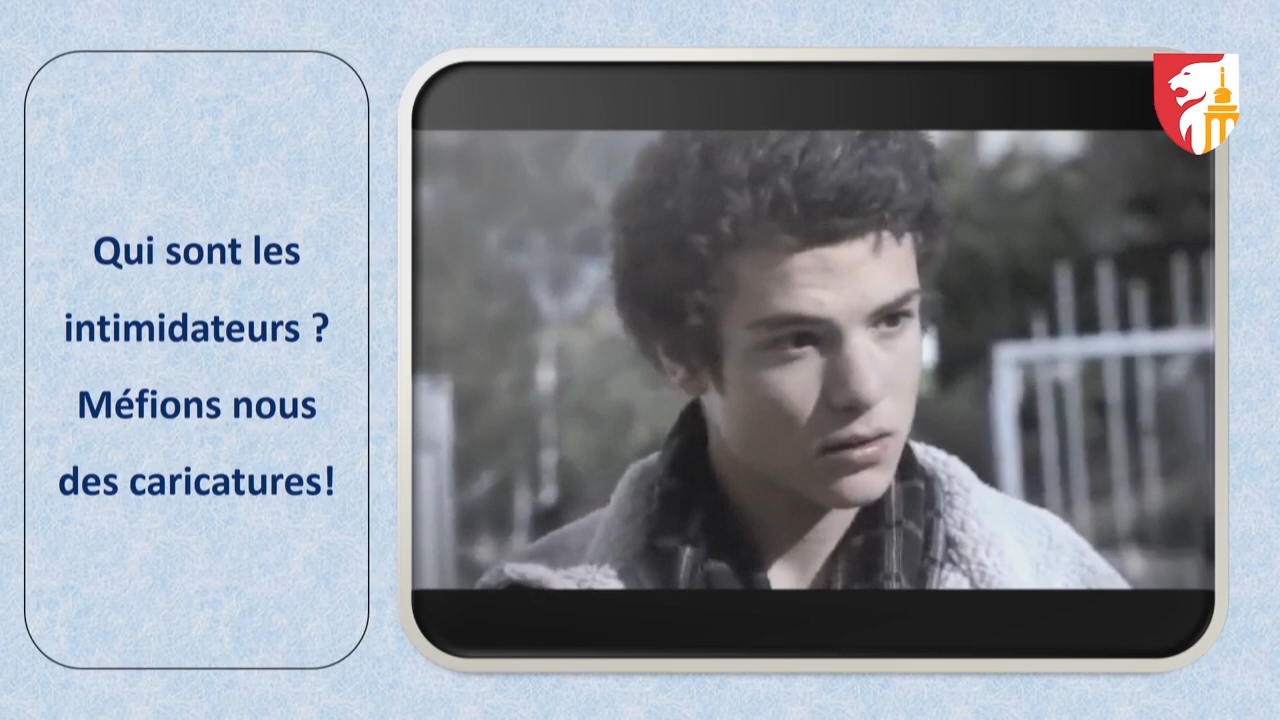 Qui sont les
intimidateurs ?
Méfions nous
des caricatures!